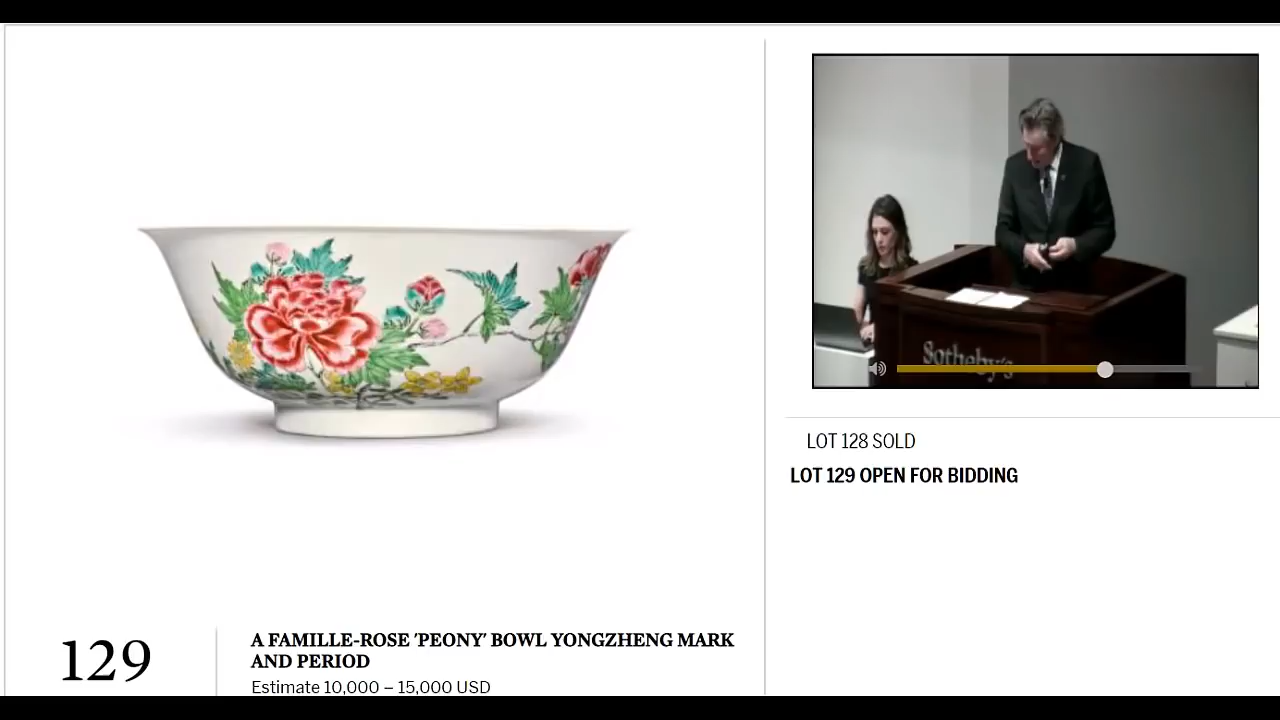 Sotheby's
LOT 128 SOLD
LOT 129 OPEN FOR BIDDING
129
A FAMILLE-ROSE 'PEONY' BOWL YONGZHENG MARK
AND PERIOD
Estimate 10,000 – 15,000 USD